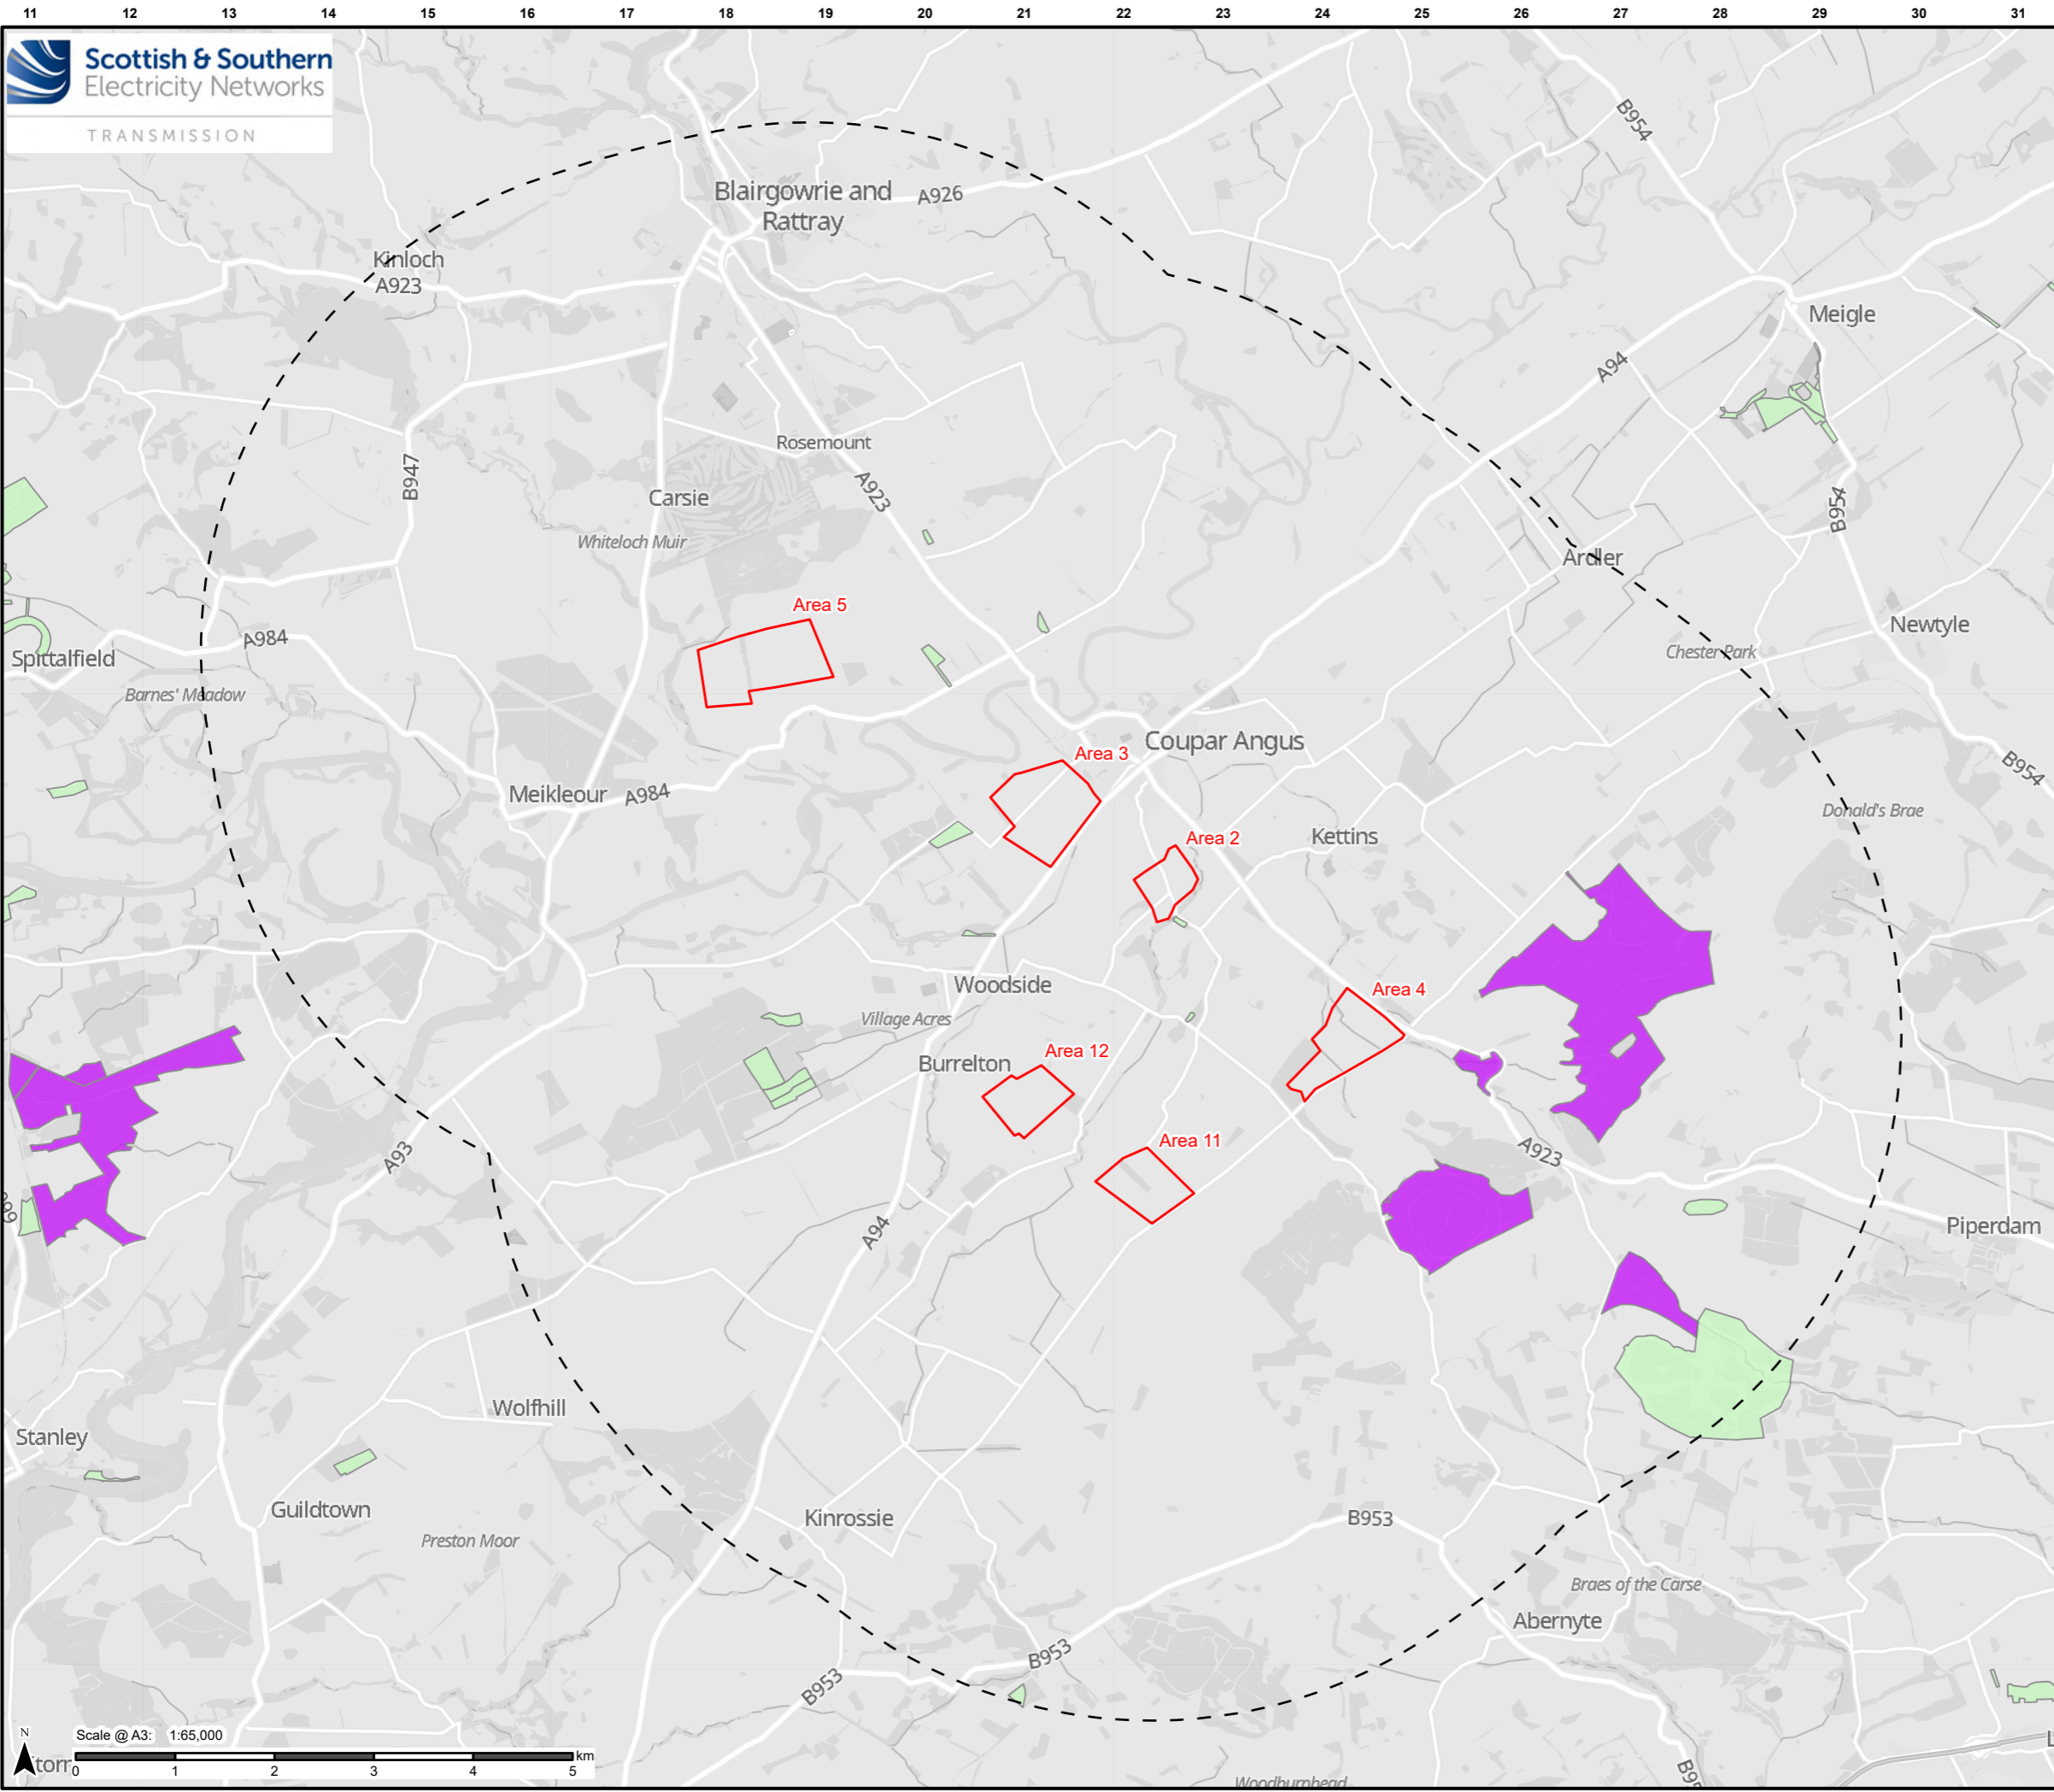 11 12 13 14 15 16 17 18 19 20 21 22 23 24 25 26 27 28 29 30 31
Scottish & Southern
Electricity Networks
TRANSMISSION
B954
Blairgowrie and
Rattray
A926
Kinloch
A923
Meigle
A94
Rosemount
B947
Carsie
A923
B954
Whiteloch Muir
Ardler
Area 5
Newtyle
A984
Spittalfield
Chester Park
Barnes' Meadow
Coupar Angus
Area 3
B954
Meikleour
A984
Donald's Brae
Area 2
Kettins
Woodside
Area 4
Village Acres
Area 12
Burrelton
Area 11
A93
A923
A94
Piperdam
Wolfhill
Stanley
Guildtown
Kinrossie
B953
Preston Moor
Braes of the Carse
Abernyte
B953
B953
N
Scale @ A3: 1:65,000
km
0 1 2 3 4 5
Woodburnhead